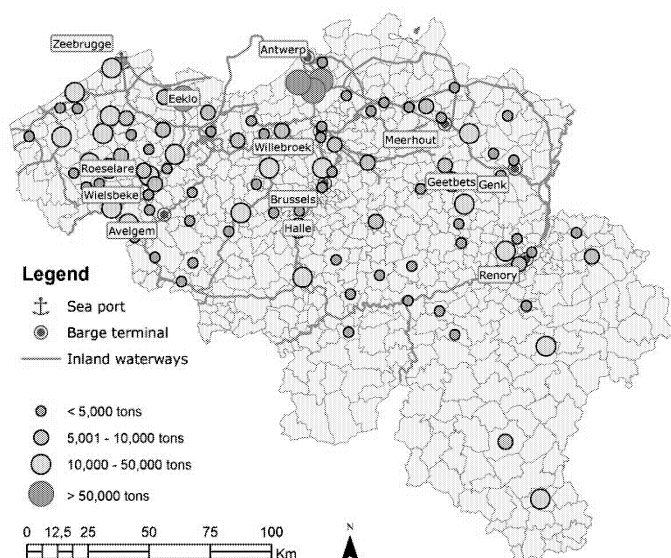 Zeebrugge
Antwerp
Eeklo
Meerhout
Willebroek
Roeselare
Geetbets
Genk
Wielsbeke
Brussels
Avelgem
Halle
Renory
Legend
Sea port
Barge terminal
Inland waterways
< 5,000 tons
5,001 - 10,000 tons
10,000 - 50,000 tons
> 50,000 tons
0 12,5 25 50 75 100
Km
N